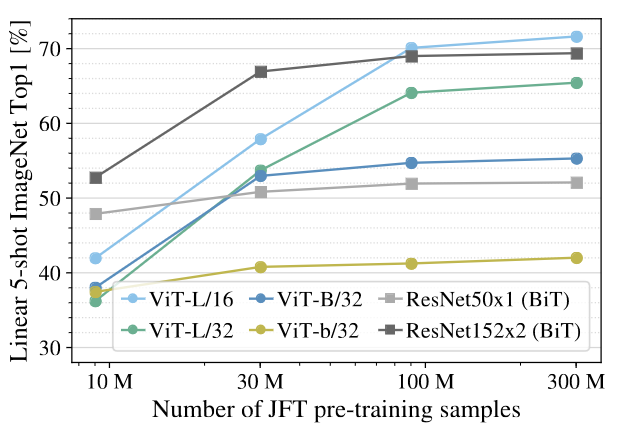 Linear 5-shot ImageNet Top1 [%]
70
60
50
40
30
ViT-L/16 ViT-B/32 ResNet50x1 (BiT)
ViT-L/32 ViT-b/32 ResNet152x2 (BiT)
10 M 30 M 100 M 300 M
Number of JFT pre-training samples